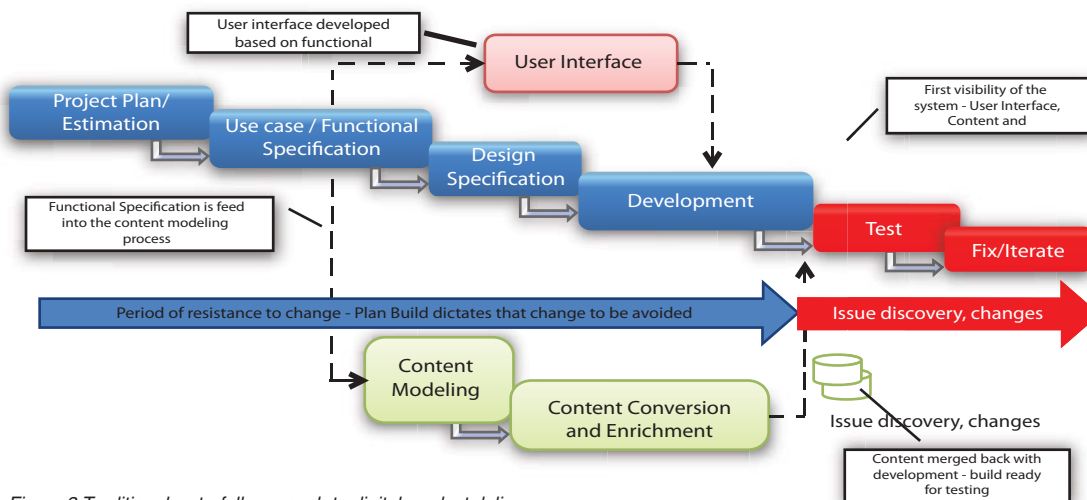 User interface developed
based on functional
User Interface
First visibility of the
system - User Interface,
Content and
Project Plan/
Estimation
Use case / Functional
Specification
Design
Specification
Development
Functional Specification is feed
into the content modeling
process
Test
Fix/Iterate
Period of resistance to change - Plan Build dictates that change to be avoided
Issue discovery, changes
Content
Modeling
Content Conversion
and Enrichment
Issue discovery, changes
Content merged back with
development - build ready
for testing